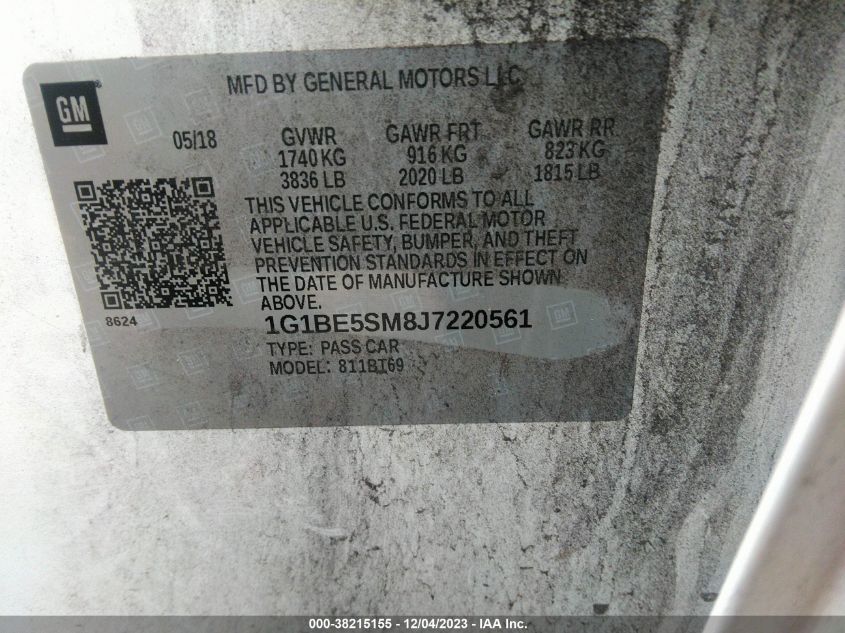 MFD BY GENERAL MOTORS LLC
GM
05/18 GVWR GAWR FRT GAWR RR
1740 KG 916 KG 823 KG
3836 LB 2020 LB 1815 LB
THIS VEHICLE CONFORMS TO ALL
APPLICABLE U.S. FEDERAL MOTOR
VEHICLE SAFETY, BUMPER, AND THEFT
PREVENTION STANDARDS IN EFFECT ON
THE DATE OF MANUFACTURE SHOWN
ABOVE.
8624
1G1BE5SM8J7220561
TYPE: PASS CAR
MODEL: 811BT69
000-38215155 - 12/04/2023 - IAA Inc.